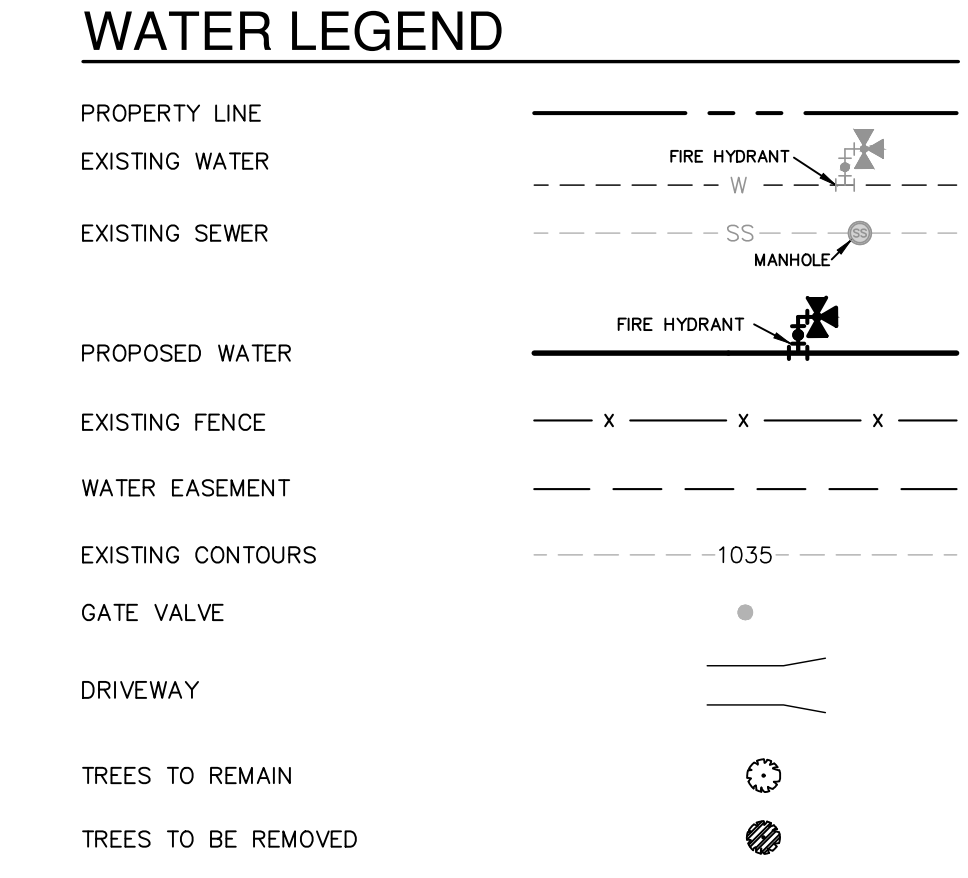 WATER LEGEND
PROPERTY LINE
EXISTING WATER
FIRE HYDRANT
W
EXISTING SEWER
SS
SS
MANHOLE
FIRE HYDRANT
PROPOSED WATER
EXISTING FENCE
X X X
WATER EASEMENT
EXISTING CONTOURS
1035
GATE VALVE
DRIVEWAY
TREES TO REMAIN
TREES TO BE REMOVED